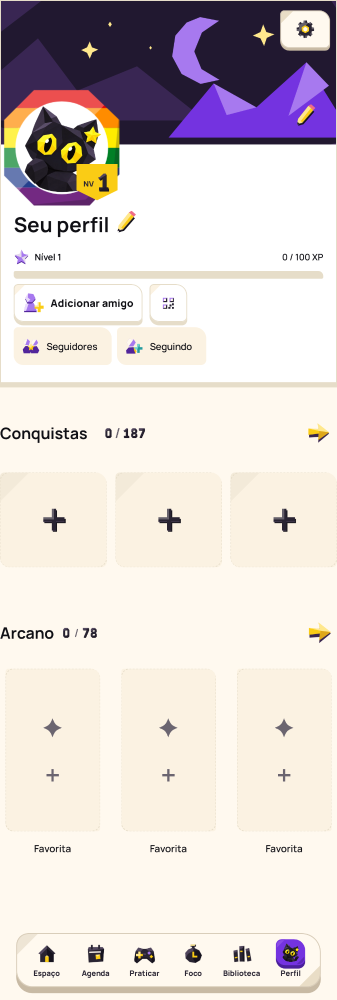 NV 1
Seu perfil
Nível 1 0 / 100 XP
Adicionar amigo
Seguidores Seguindo
Conquistas 0 / 187
Arcano 0 / 78
Favorita Favorita Favorita
Espaço Agenda Praticar Foco Biblioteca Perfil